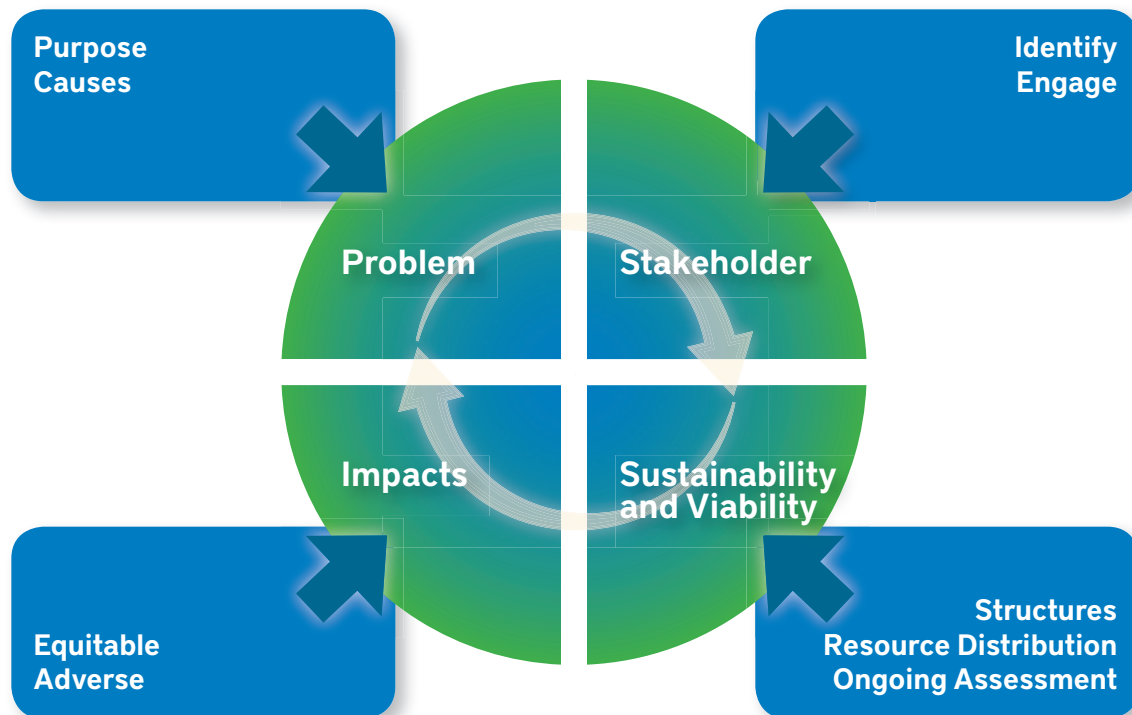 Purpose
Causes
Identify
Engage
Problem
Stakeholder
Impacts
Sustainability
and Viability
Equitable
Adverse
Structures
Resource Distribution
Ongoing Assessment